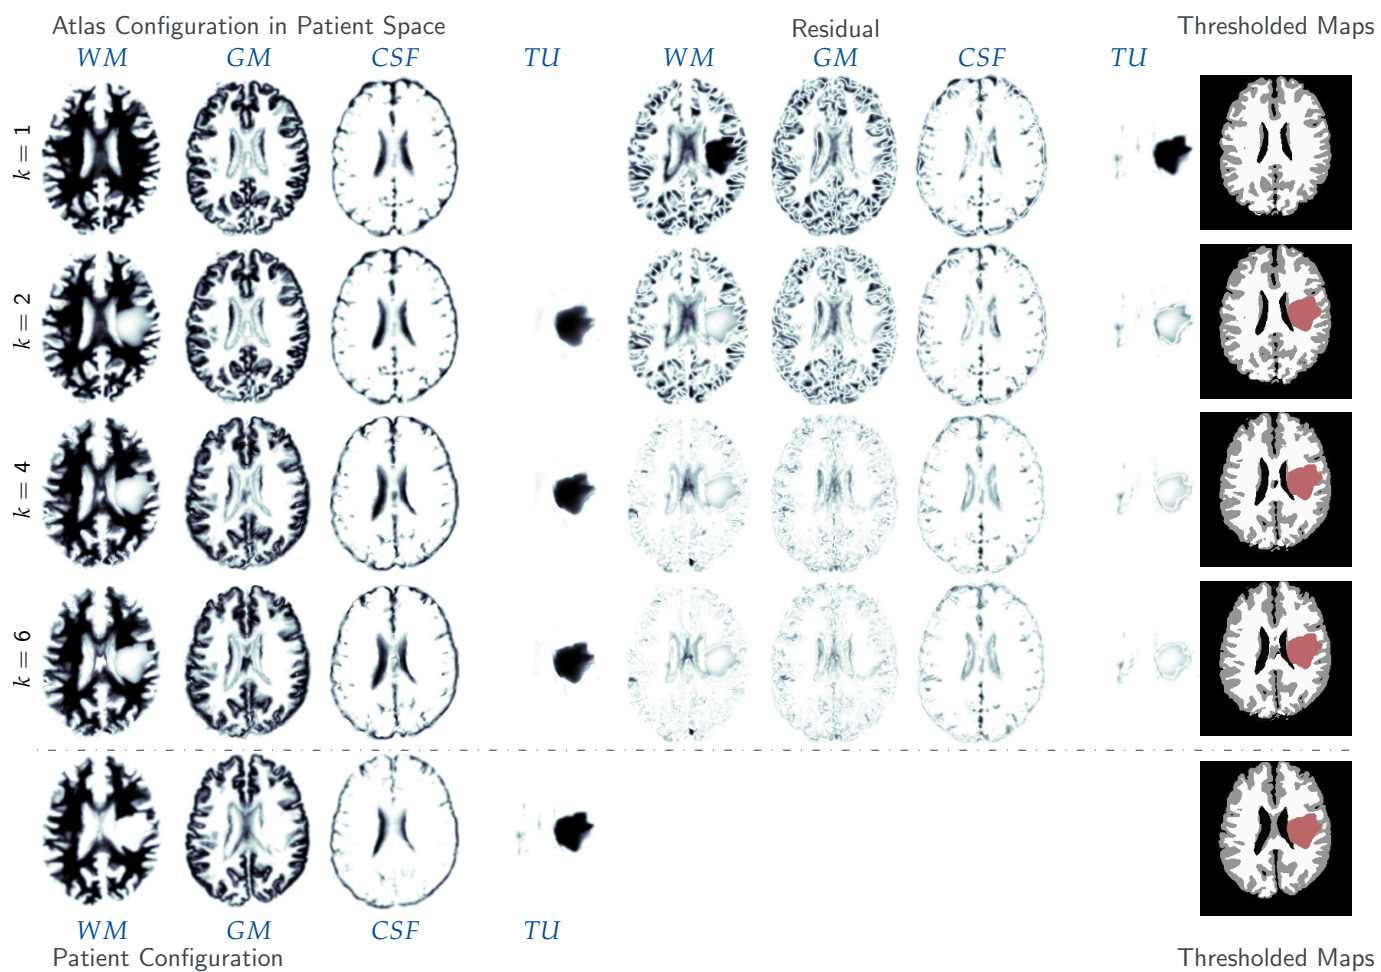 Atlas Configuration in Patient Space Residual Thresholded Maps
WM GM CSF TU WM GM CSF TU
k = 1
k = 2
k = 4
k = 6
WM GM CSF TU
Patient Configuration Thresholded Maps